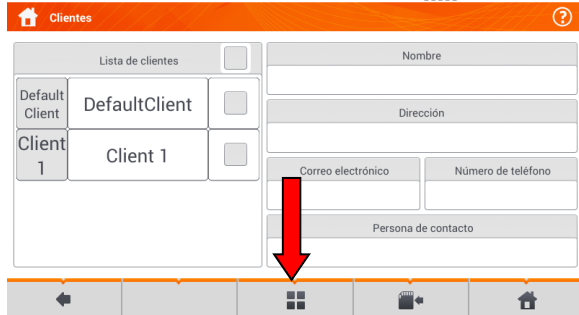 Clientes
?
Lista de clientes
Default
Client
DefaultClient
Client
1
Client 1
Nombre
Dirección
Correo electrónico
Número de teléfono
Persona de contacto